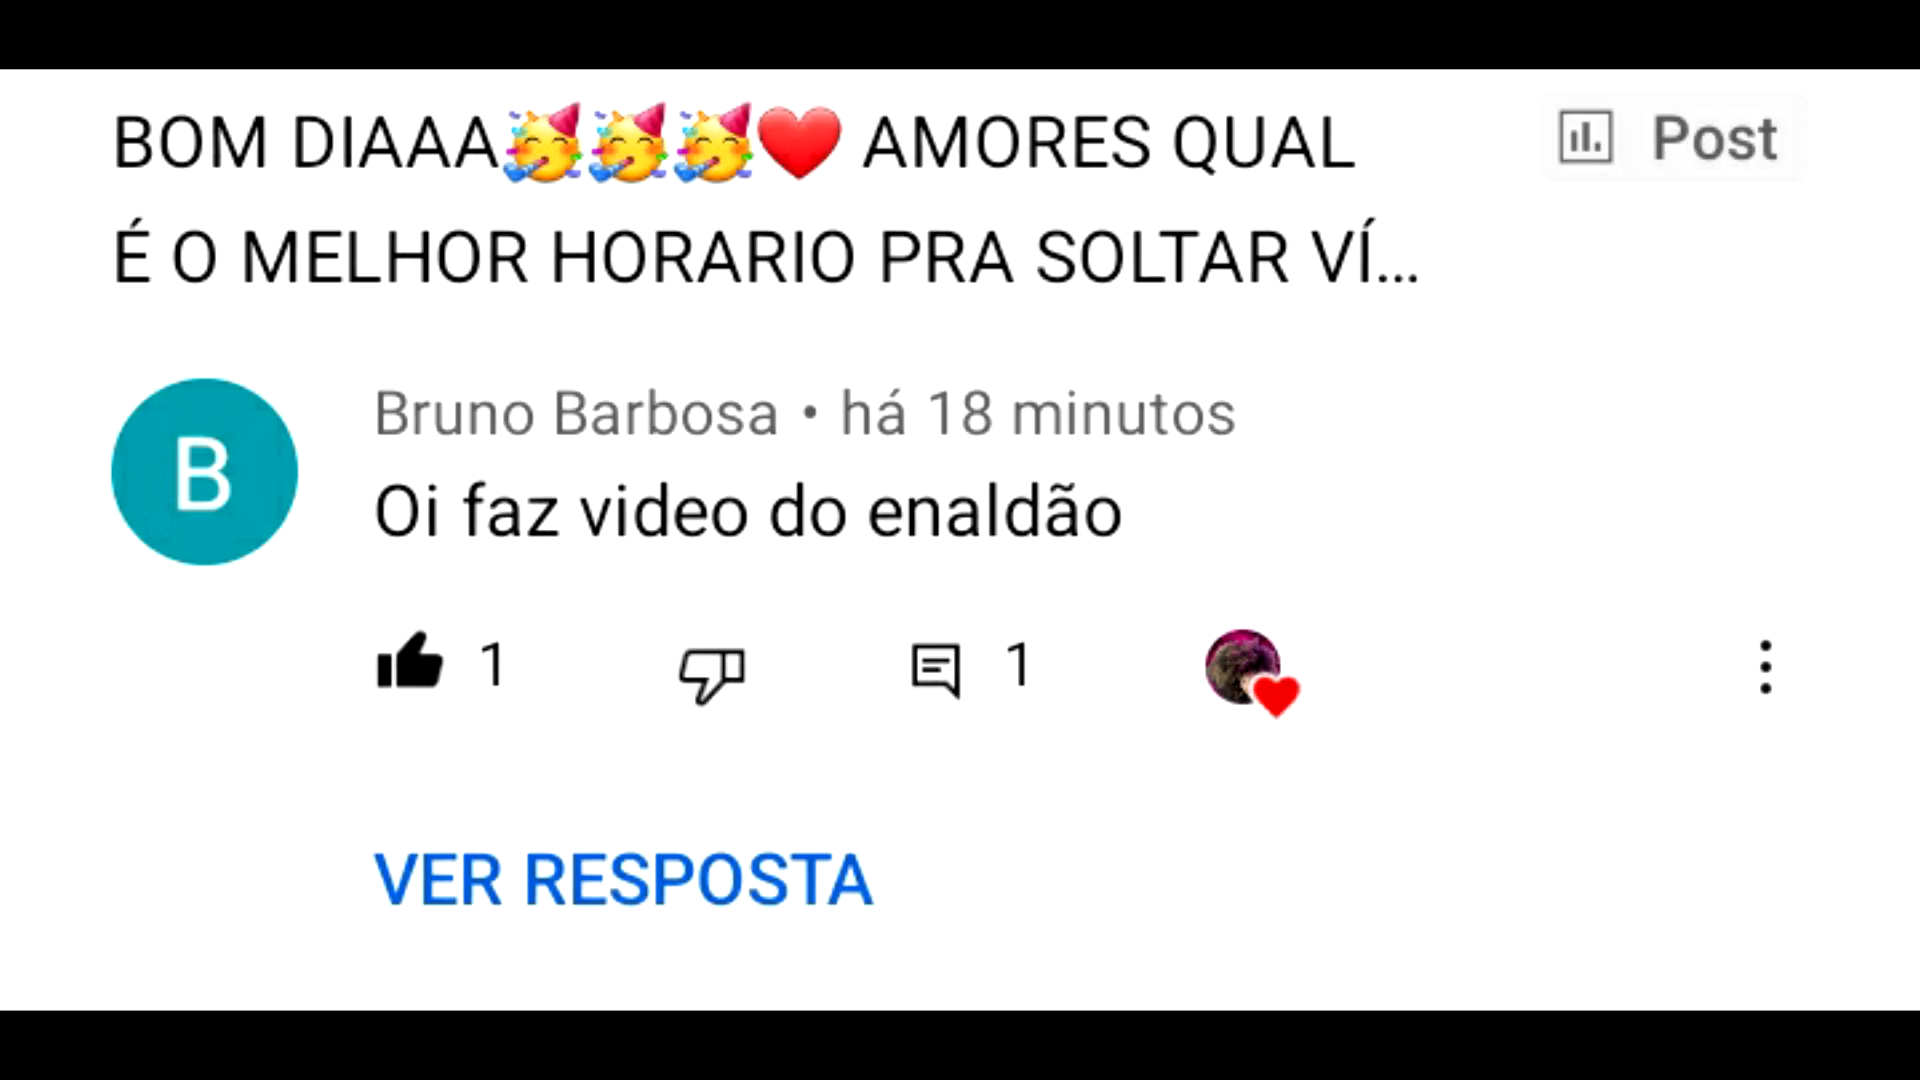 BOM DIAAA🥳🥳🥳❤️ AMORES QUAL
É O MELHOR HORARIO PRA SOLTAR VÍ...
Post
B
Bruno Barbosa • há 18 minutos
Oi faz video do enaldão
1
1
VER RESPOSTA